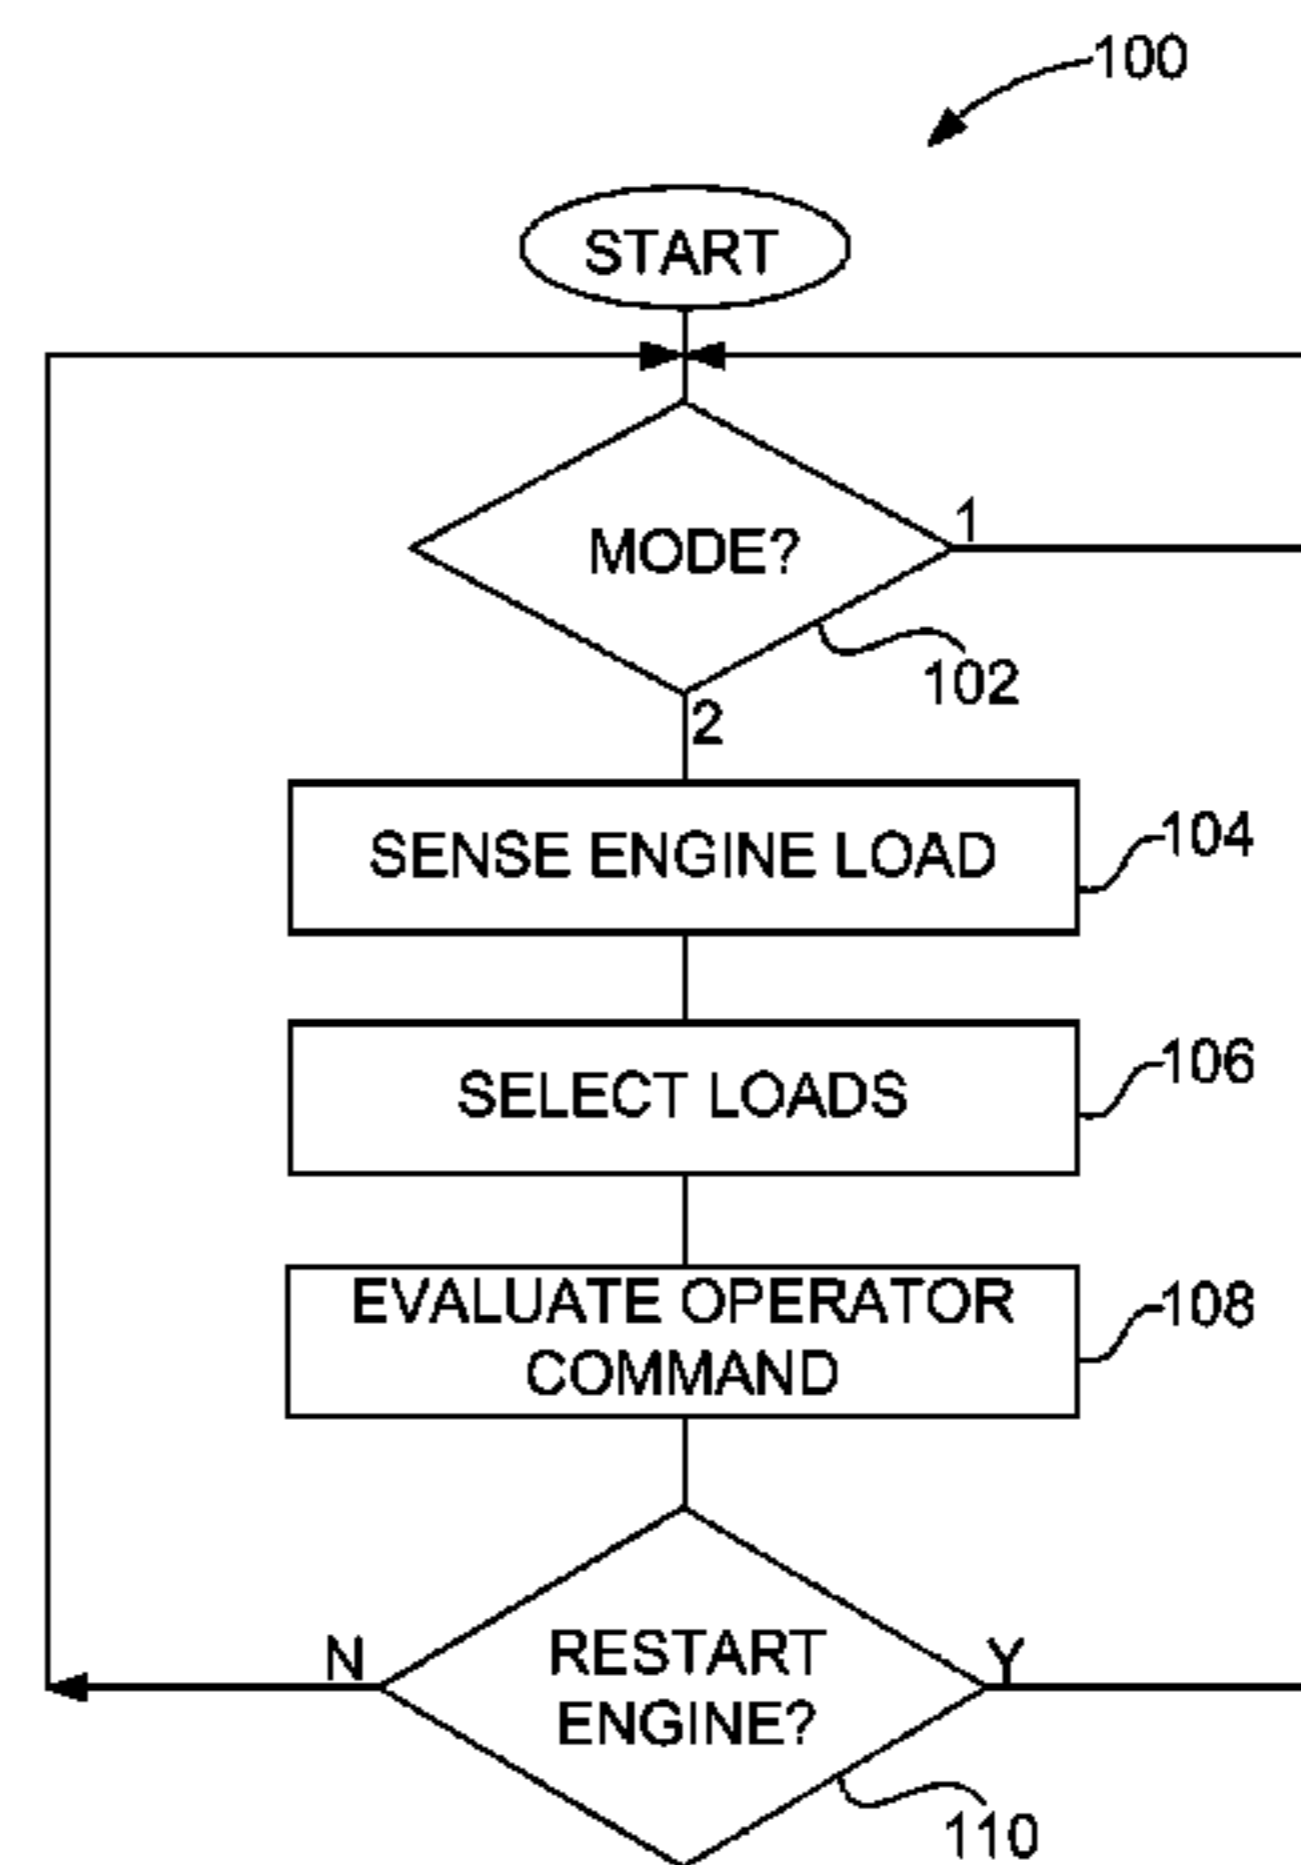 100
START
MODE?
1
102
2
SENSE ENGINE LOAD
104
SELECT LOADS
106
EVALUATE OPERATOR
COMMAND
108
N
RESTART
ENGINE?
Y
110